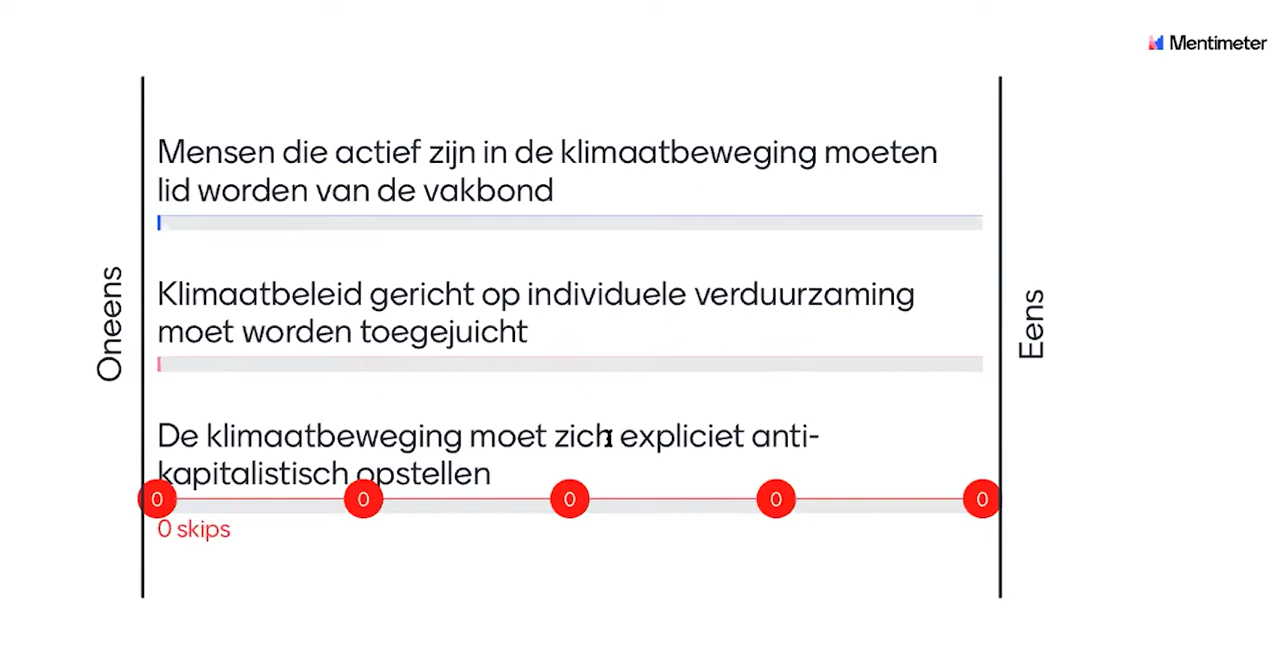 Mentimeter
Mensen die actief zijn in de klimaatbeweging moeten
lid worden van de vakbond
Oneens
Klimaatbeleid gericht op individuele verduurzaming
moet worden toegejuicht
Eens
De klimaatbeweging moet zich expliciet anti-
kapitalistisch opstellen
0 0 0 0 0
0 skips